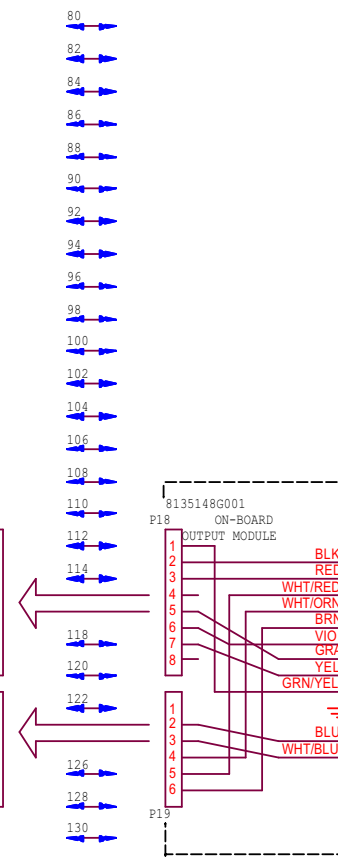 80
82
84
86
88
90
92
94
96
98
100
102
104
106
108
110
112
114
118
120
122
126
128
130
8135148G001
P18 ON-BOARD
OUTPUT MODULE
1
2
3
4
5
6
7
8
BLK
RED
WHT/RED
WHT/ORN
BRN
VIO
GRA
YEL
GRN/YEL
1
2
3
4
5
6
BLU
WHT/BLU
P19